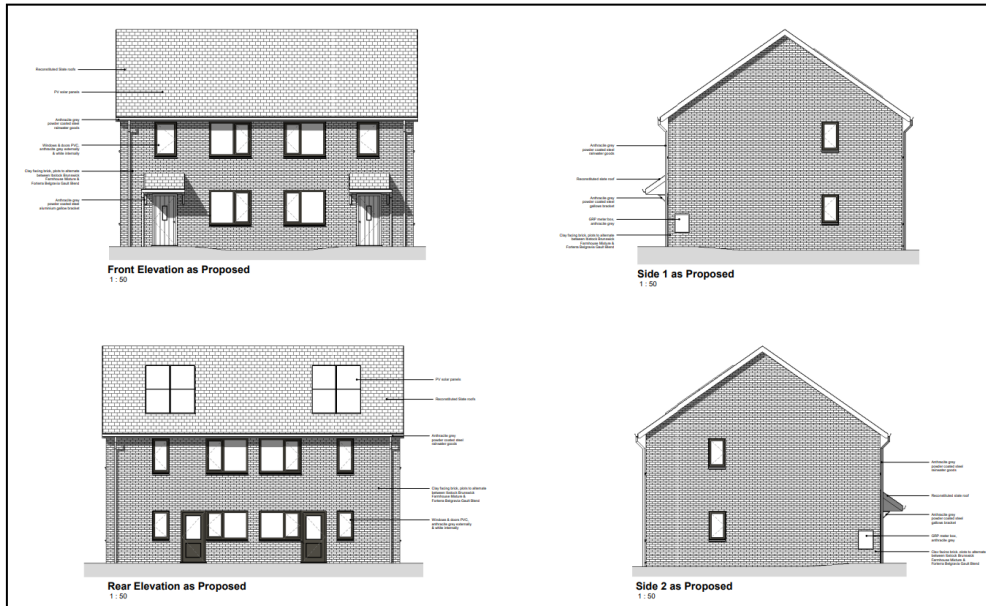 Reconstituted Slate roofs
PV solar panels
Anthracite grey
powder coated steel
rainwater goods
Windows & doors PVC,
anthracite grey externally
& white internally
Clay facing brick, plots to alternate
between Ibstock Brunswick
Farmhouse Mixture &
Forterra Belgravia Gault Blend
Anthracite grey
powder coated steel
aluminium gallow bracket
Front Elevation as Proposed
1 : 50
Anthracite grey
powder coated steel
rainwater goods
Reconstituted slate roof
Anthracite grey
powder coated steel
gallows bracket
GRP meter box,
anthracite grey
Clay facing brick, plots to alternate
between Ibstock Brunswick
Farmhouse Mixture &
Forterra Belgravia Gault Blend
Side 1 as Proposed
1 : 50
PV solar panels
Reconstituted Slate roofs
Anthracite grey
powder coated steel
rainwater goods
Clay facing brick, plots to alternate
between Ibstock Brunswick
Farmhouse Mixture &
Forterra Belgravia Gault Blend
Windows & doors PVC,
anthracite grey externally
& white internally
Rear Elevation as Proposed
1 : 50
Anthracite grey
powder coated steel
rainwater goods
Reconstituted slate roof
Anthracite grey
powder coated steel
gallows bracket
GRP meter box,
anthracite grey
Clay facing brick, plots to alternate
between Ibstock Brunswick
Farmhouse Mixture &
Forterra Belgravia Gault Blend
Side 2 as Proposed
1 : 50